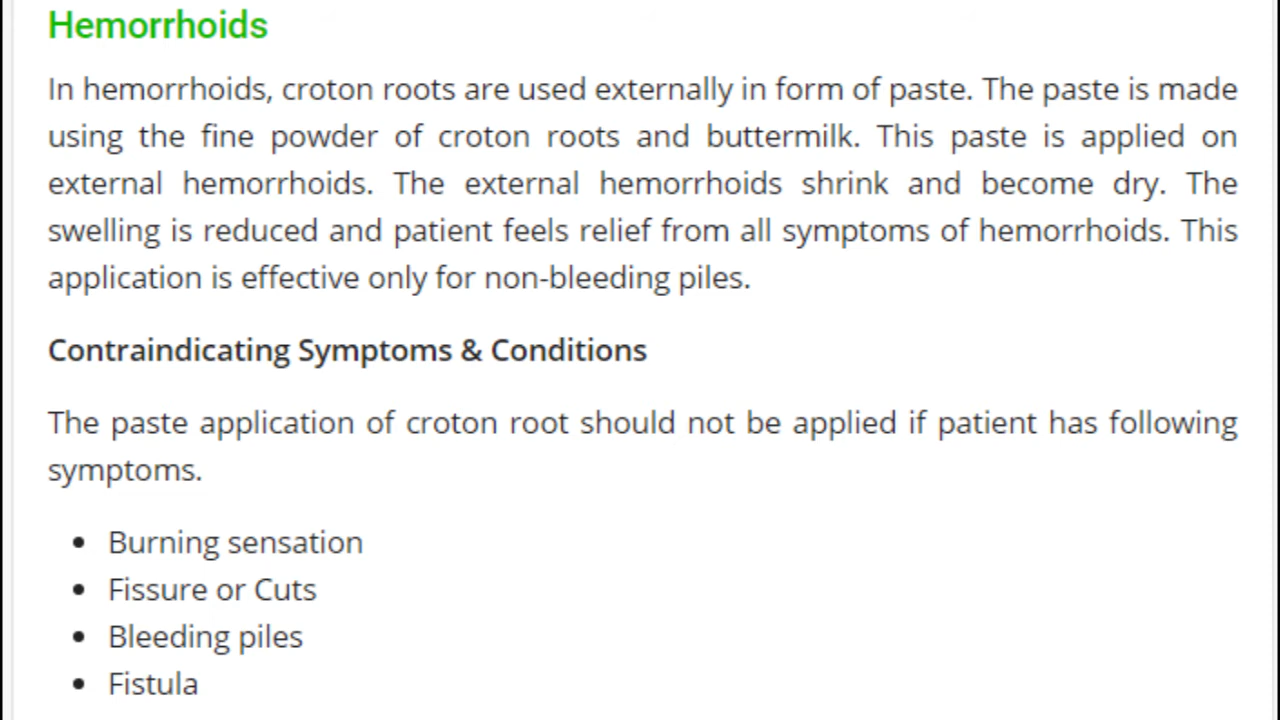 Hemorrhoids
In hemorrhoids, croton roots are used externally in form of paste. The paste is made
using the fine powder of croton roots and buttermilk. This paste is applied on
external hemorrhoids. The external hemorrhoids shrink and become dry. The
swelling is reduced and patient feels relief from all symptoms of hemorrhoids. This
application is effective only for non-bleeding piles.
Contraindicating Symptoms & Conditions
The paste application of croton root should not be applied if patient has following
symptoms.
• Burning sensation
• Fissure or Cuts
• Bleeding piles
• Fistula